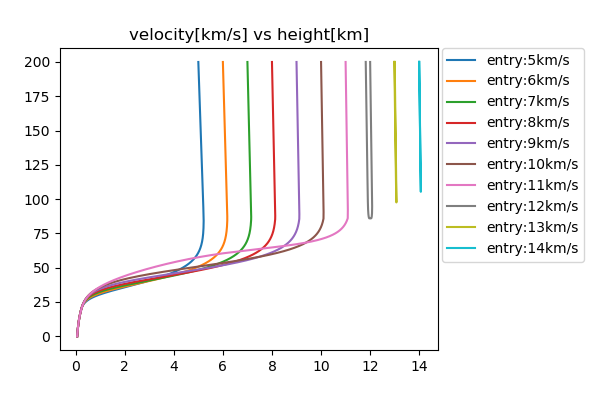 velocity[km/s] vs height[km]
200
175
150
125
100
75
50
25
0
0 2 4 6 8 10 12 14
entry:5km/s
entry:6km/s
entry:7km/s
entry:8km/s
entry:9km/s
entry:10km/s
entry:11km/s
entry:12km/s
entry:13km/s
entry:14km/s